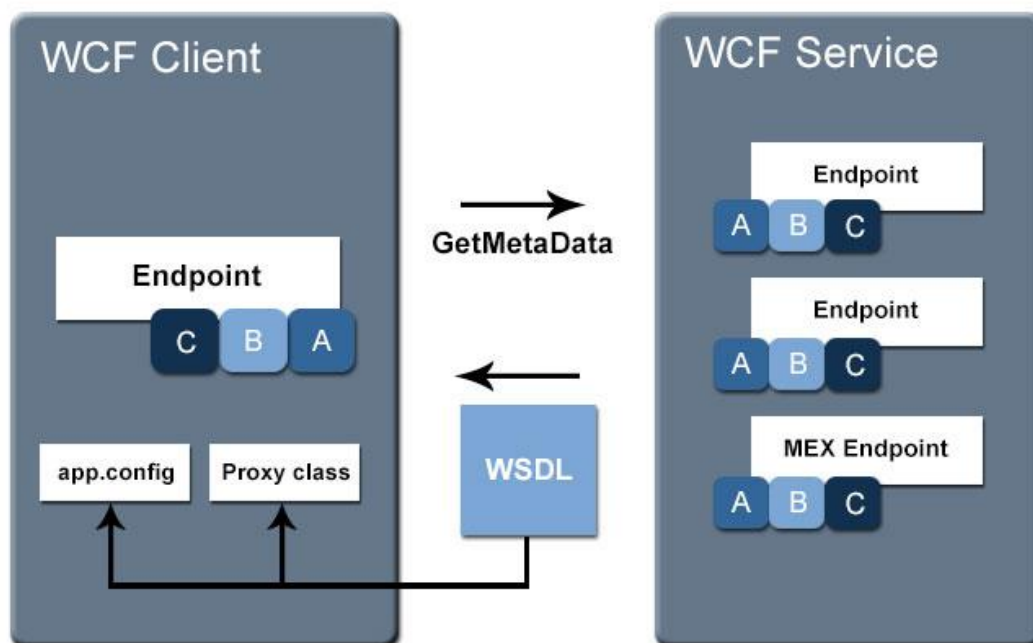 WCF Client
Endpoint
C B A
app.config
Proxy class
GetMetaData
WSDL
WCF Service
Endpoint
A B C
Endpoint
A B C
MEX Endpoint
A B C